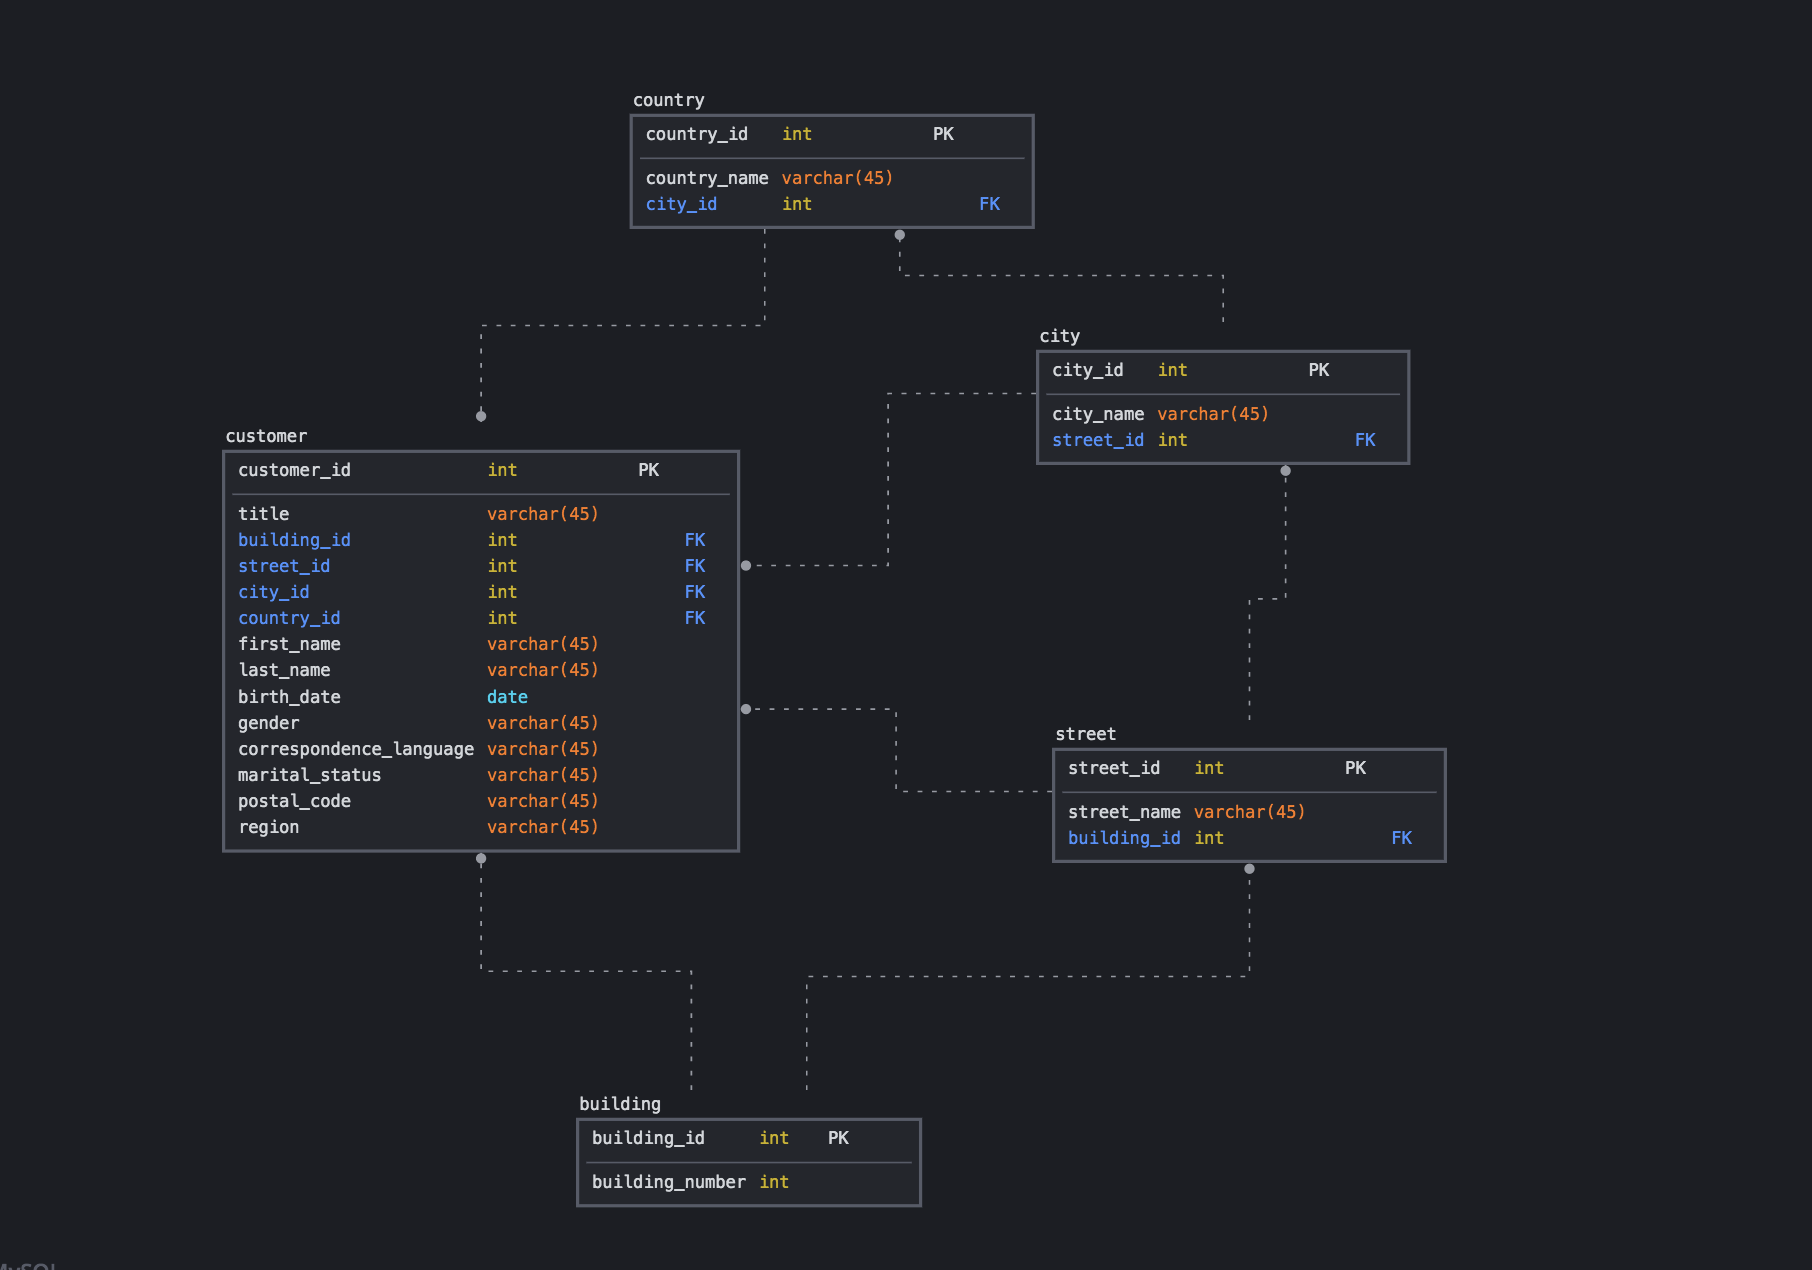 country
country_id int PK
country_name varchar(45)
city_id int FK
city
city_id int PK
city_name varchar(45)
street_id int FK
customer
customer_id int PK
title varchar(45)
building_id int FK
street_id int FK
city_id int FK
country_id int FK
first_name varchar(45)
last_name varchar(45)
birth_date date
gender varchar(45)
correspondence_language varchar(45)
marital_status varchar(45)
postal_code varchar(45)
region varchar(45)
street
street_id int PK
street_name varchar(45)
building_id int FK
building
building_id int PK
building_number int